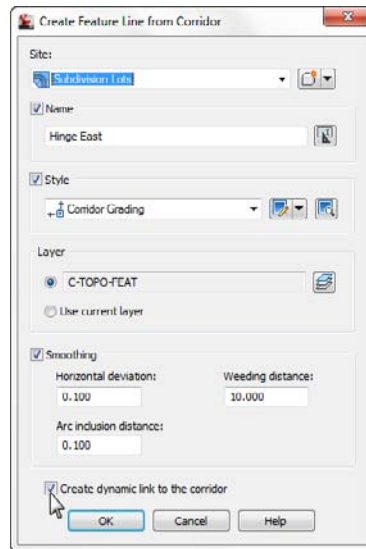 Create Feature Line from Corridor
Site:
Subdivision Lots
Name
Hinge East
Style
Corridor Grading
Layer
C-TOPO-FEAT
Use current layer
Smoothing
Horizontal deviation: Weeding distance:
0.100 10.000
Arc inclusion distance:
0.100
Create dynamic link to the corridor
OK Cancel Help